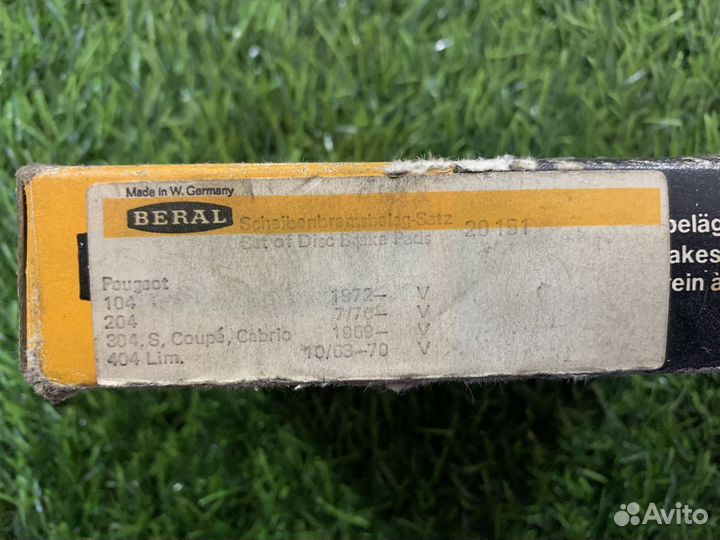 Made in W. Germany
BERAL Scheibenbremsbelag-Satz 20 151
Set of Disc Brake Pads
Peugeot
104 1972– V
204 7/76– V
304, S, Coupé, Cabrio 1969– V
404 Lim. 10/63–70 V
beläg
akes
rein a
Avito